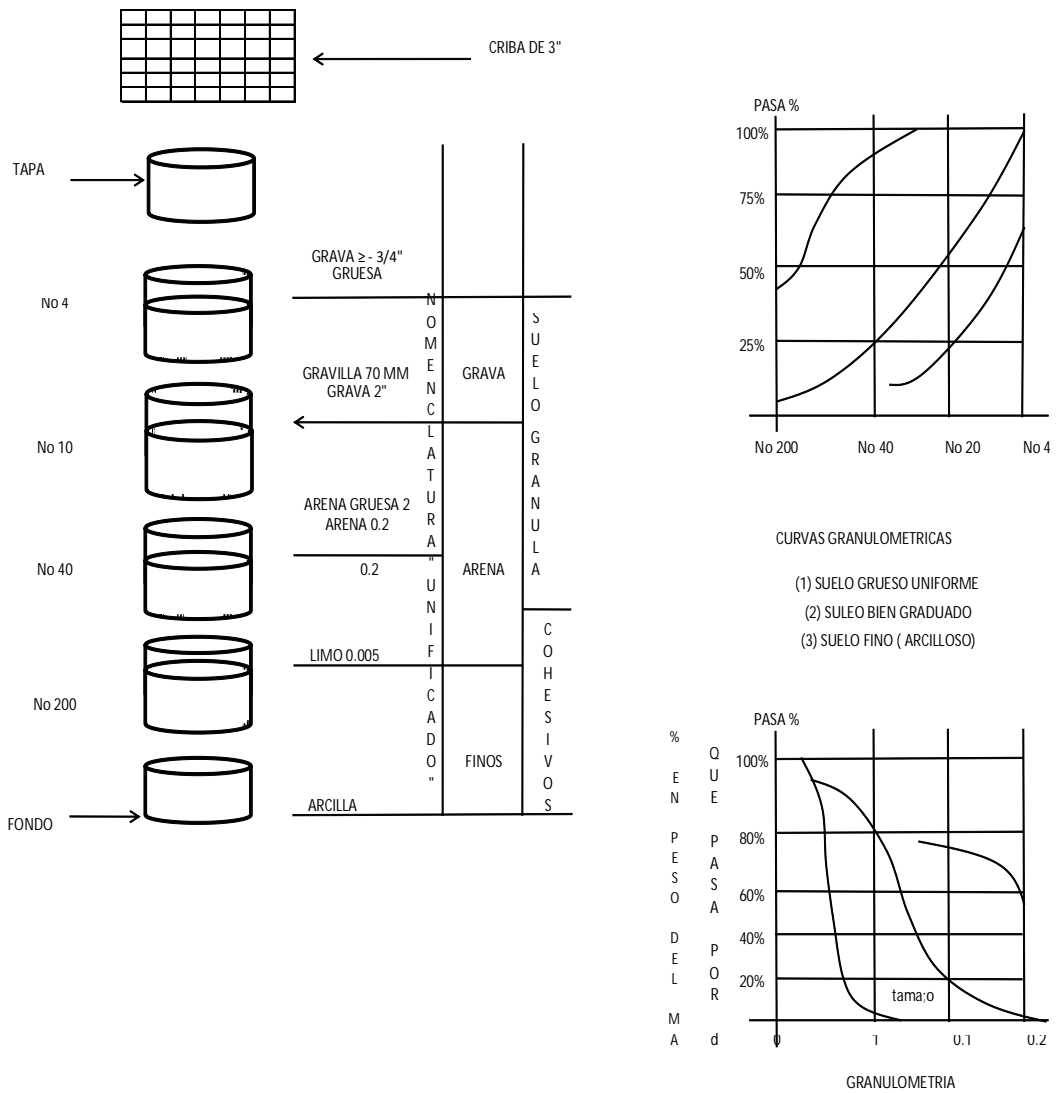 CRIBA DE 3"
TAPA
No 4
No 10
No 40
No 200
FONDO
GRAVA ≥ - 3/4"
GRUESA
GRAVILLA 70 MM
GRAVA 2"
ARENA GRUESA 2
ARENA 0.2
0.2
LIMO 0.005
ARCILLA
NOMENCLATURA "UNIFICADO"
GRAVA
ARENA
FINOS
SUELO GRANULA
COHESIVOS
PASA %
100%
75%
50%
25%
No 200 No 40 No 20 No 4
CURVAS GRANULOMETRICAS
(1) SUELO GRUESO UNIFORME
(2) SULEO BIEN GRADUADO
(3) SUELO FINO ( ARCILLOSO)
% EN PESO DEL MA
QUE PASA POR d
PASA %
100%
80%
60%
40%
20%
tama;o
0 1 0.1 0.2
GRANULOMETRIA